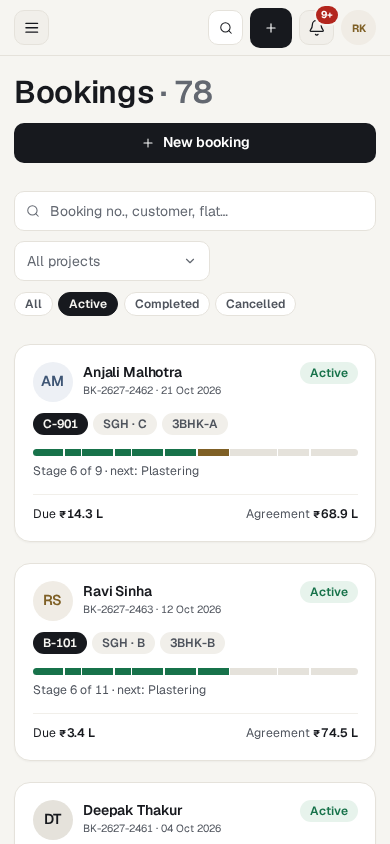 9+
RK
Bookings · 78
+ New booking
Booking no., customer, flat...
All projects
All Active Completed Cancelled
AM Anjali Malhotra Active
BK-2627-2462 · 21 Oct 2026
C-901 SGH · C 3BHK-A
Stage 6 of 9 · next: Plastering
Due ₹14.3 L Agreement ₹68.9 L
RS Ravi Sinha Active
BK-2627-2463 · 12 Oct 2026
B-101 SGH · B 3BHK-B
Stage 6 of 11 · next: Plastering
Due ₹3.4 L Agreement ₹74.5 L
DT Deepak Thakur Active
BK-2627-2461 · 04 Oct 2026